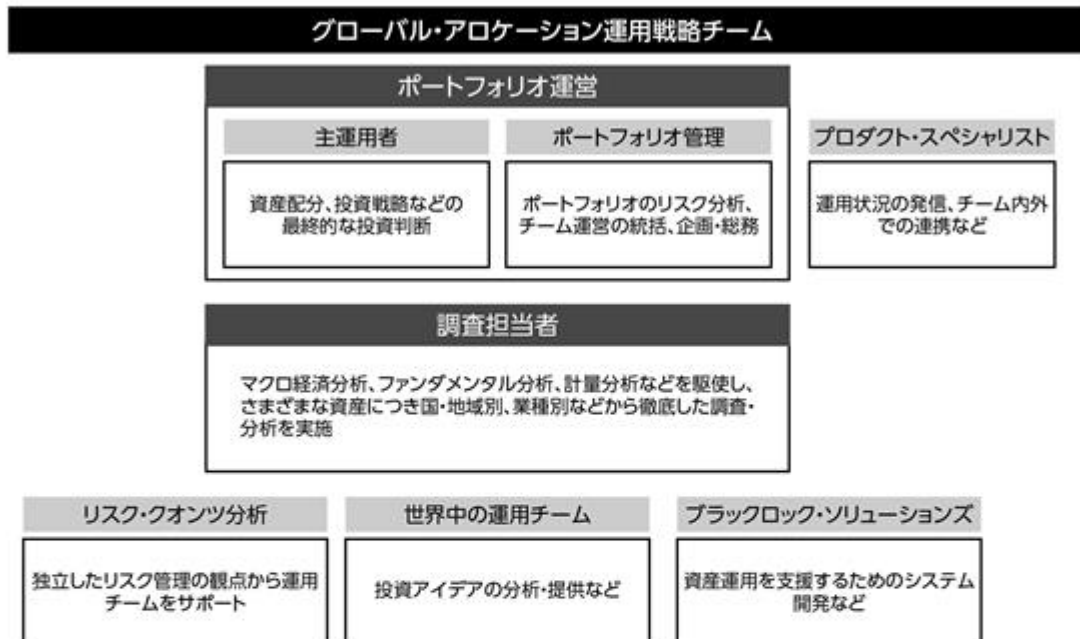 グローバル・アロケーション運用戦略チーム
ポートフォリオ運営
主運用者
資産配分、投資戦略などの
最終的な投資判断
ポートフォリオ管理
ポートフォリオのリスク分析、
チーム運営の統括、企画・総務
プロダクト・スペシャリスト
運用状況の発信、チーム内外
での連携など
調査担当者
マクロ経済分析、ファンダメンタル分析、計量分析などを駆使し、
さまざまな資産につき国・地域別、業種別などから徹底した調査・
分析を実施
リスク・クオンツ分析
独立したリスク管理の観点から運用
チームをサポート
世界中の運用チーム
投資アイデアの分析・提供など
ブラックロック・ソリューションズ
資産運用を支援するためのシステム
開発など